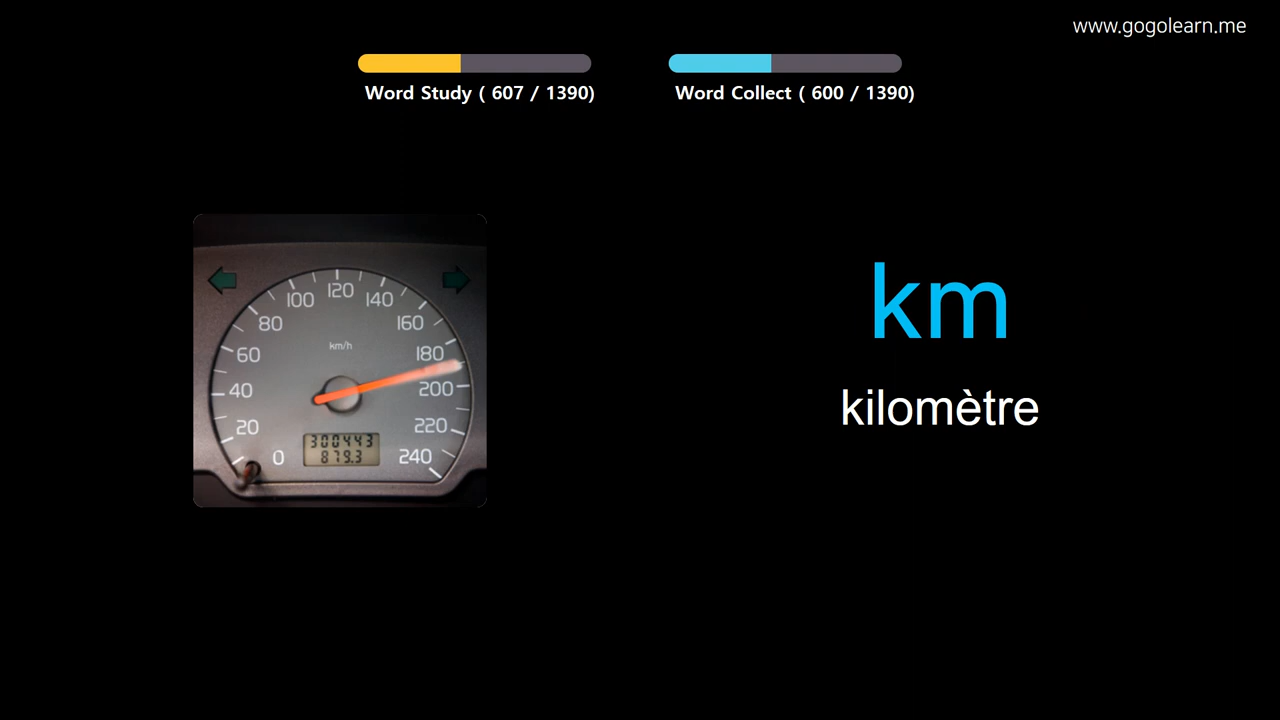 www.gogolearn.me
Word Study ( 607 / 1390)
Word Collect ( 600 / 1390)
120
100
140
80
160
km/h
60
180
40
200
20
220
0
240
300443
879.3
km
kilomètre